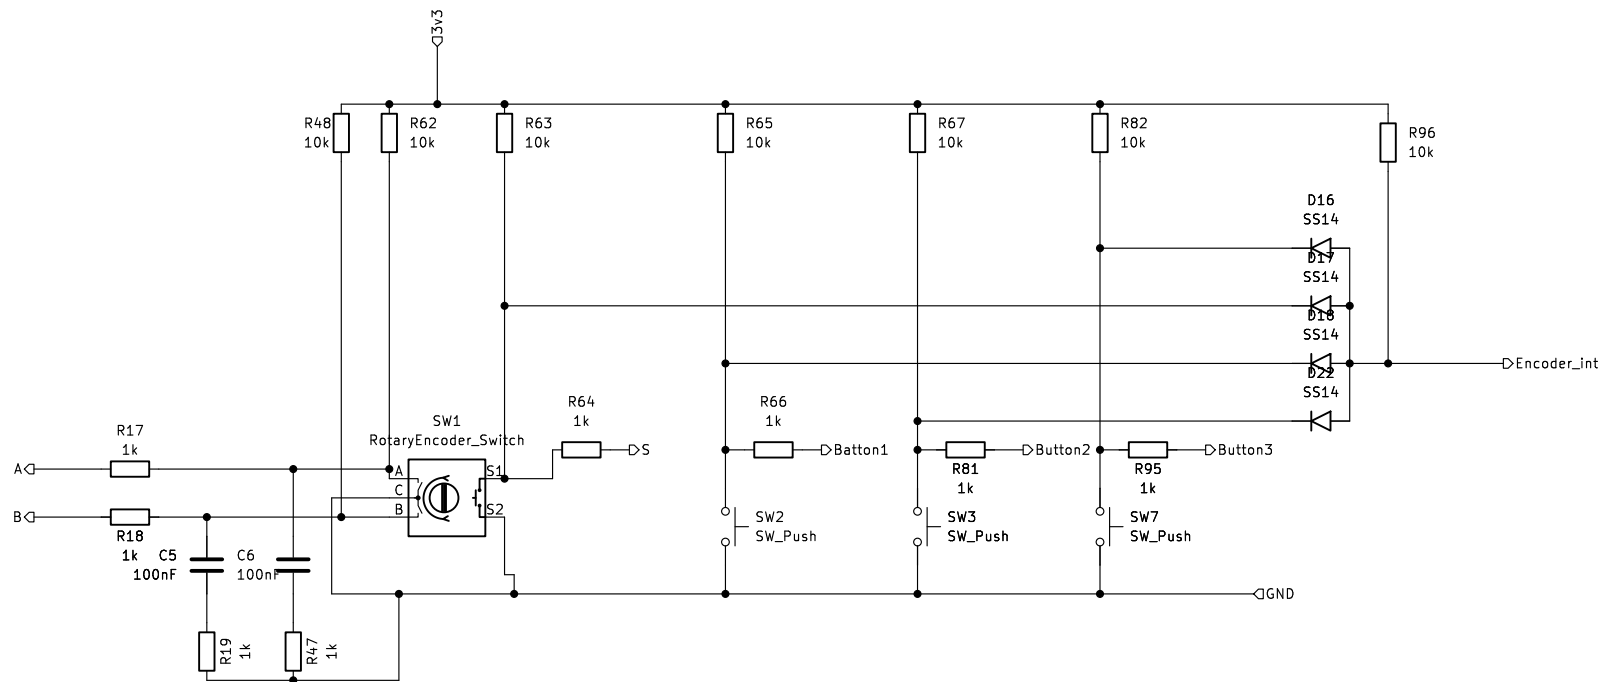 3v3
R48
10k
R62
10k
R63
10k
R65
10k
R67
10k
R82
10k
R96
10k
D16
SS14
D17
SS14
D18
SS14
D22
SS14
Encoder_int
R17
1k
A
B
R18
1k
C5
100nF
C6
100nF
R19
1k
R47
1k
SW1
RotaryEncoder_Switch
A
C
B
S1
S2
R64
1k
S
R66
1k
Batton1
R81
1k
Button2
R95
1k
Button3
SW2
SW_Push
SW3
SW_Push
SW7
SW_Push
GND